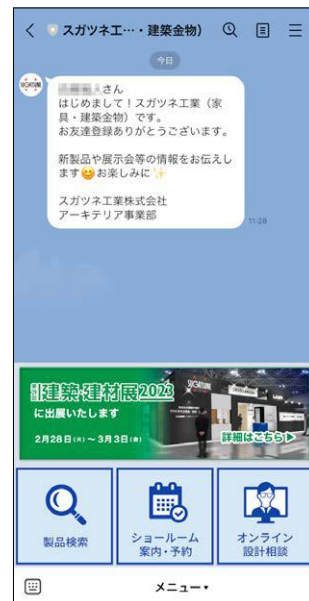 スガツネエ…・建築金物)
今日
さん
はじめまして！スガツネ工業（家
具・建築金物）です。
お友達登録ありがとうございます。
新製品や展示会等の情報をお伝えし
ます😊お楽しみに✨
スガツネ工業株式会社
アーキテリア事業部
11:28
SUGATSUNE
建築・建材展2023
に出展いたします
2月28日(火)～3月3日(金)
詳細はこちら▶
製品検索
ショールーム
案内・予約
オンライン
設計相談
メニュー▼